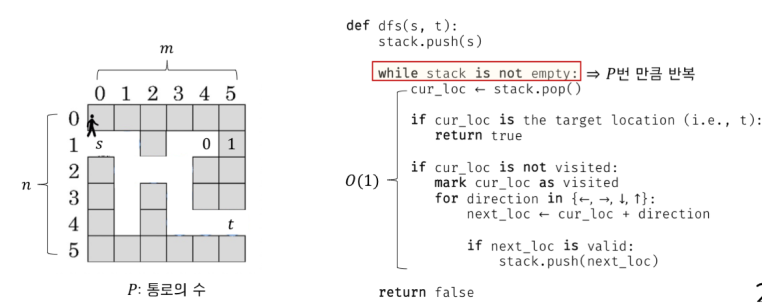 m
0 1 2 3 4 5
0
1 s 0 1
2
n
3
4 t
5
P: 통로의 수
def dfs(s, t):
stack.push(s)
while stack is not empty: ⇒ P번 만큼 반복
cur_loc ← stack.pop()
if cur_loc is the target location (i.e., t):
return true
O(1)
if cur_loc is not visited:
mark cur_loc as visited
for direction in {←, →, ↓, ↑}:
next_loc ← cur_loc + direction
if next_loc is valid:
stack.push(next_loc)
return false